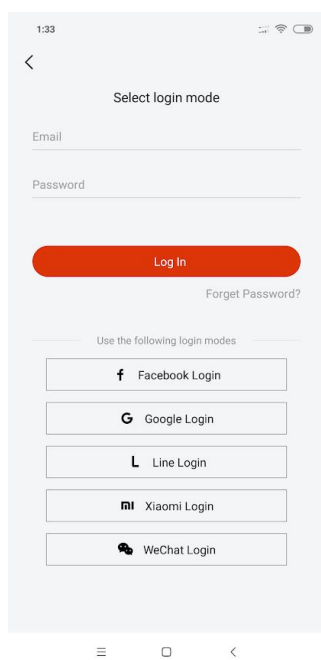 1:33
Select login mode
Email
Password
Log In
Forget Password?
Use the following login modes
f Facebook Login
G Google Login
L Line Login
mi Xiaomi Login
WeChat Login